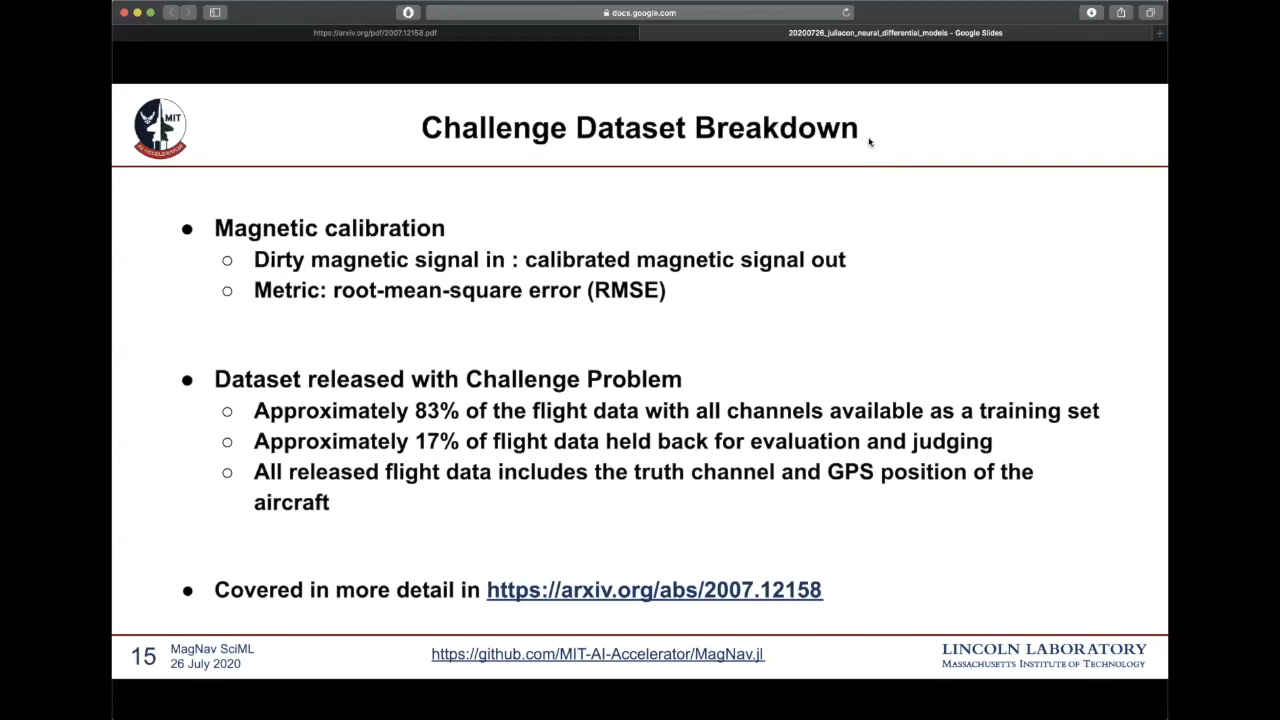 docs.google.com
https://arxiv.org/pdf/2007.12158.pdf
20200726_juliacon_neural_differential_models - Google Slides
MIT
AI ACCELERATOR
Challenge Dataset Breakdown
● Magnetic calibration
○ Dirty magnetic signal in : calibrated magnetic signal out
○ Metric: root-mean-square error (RMSE)
● Dataset released with Challenge Problem
○ Approximately 83% of the flight data with all channels available as a training set
○ Approximately 17% of flight data held back for evaluation and judging
○ All released flight data includes the truth channel and GPS position of the
aircraft
● Covered in more detail in https://arxiv.org/abs/2007.12158
15
MagNav SciML
26 July 2020
https://github.com/MIT-AI-Accelerator/MagNav.jl
LINCOLN LABORATORY
MASSACHUSETTS INSTITUTE OF TECHNOLOGY